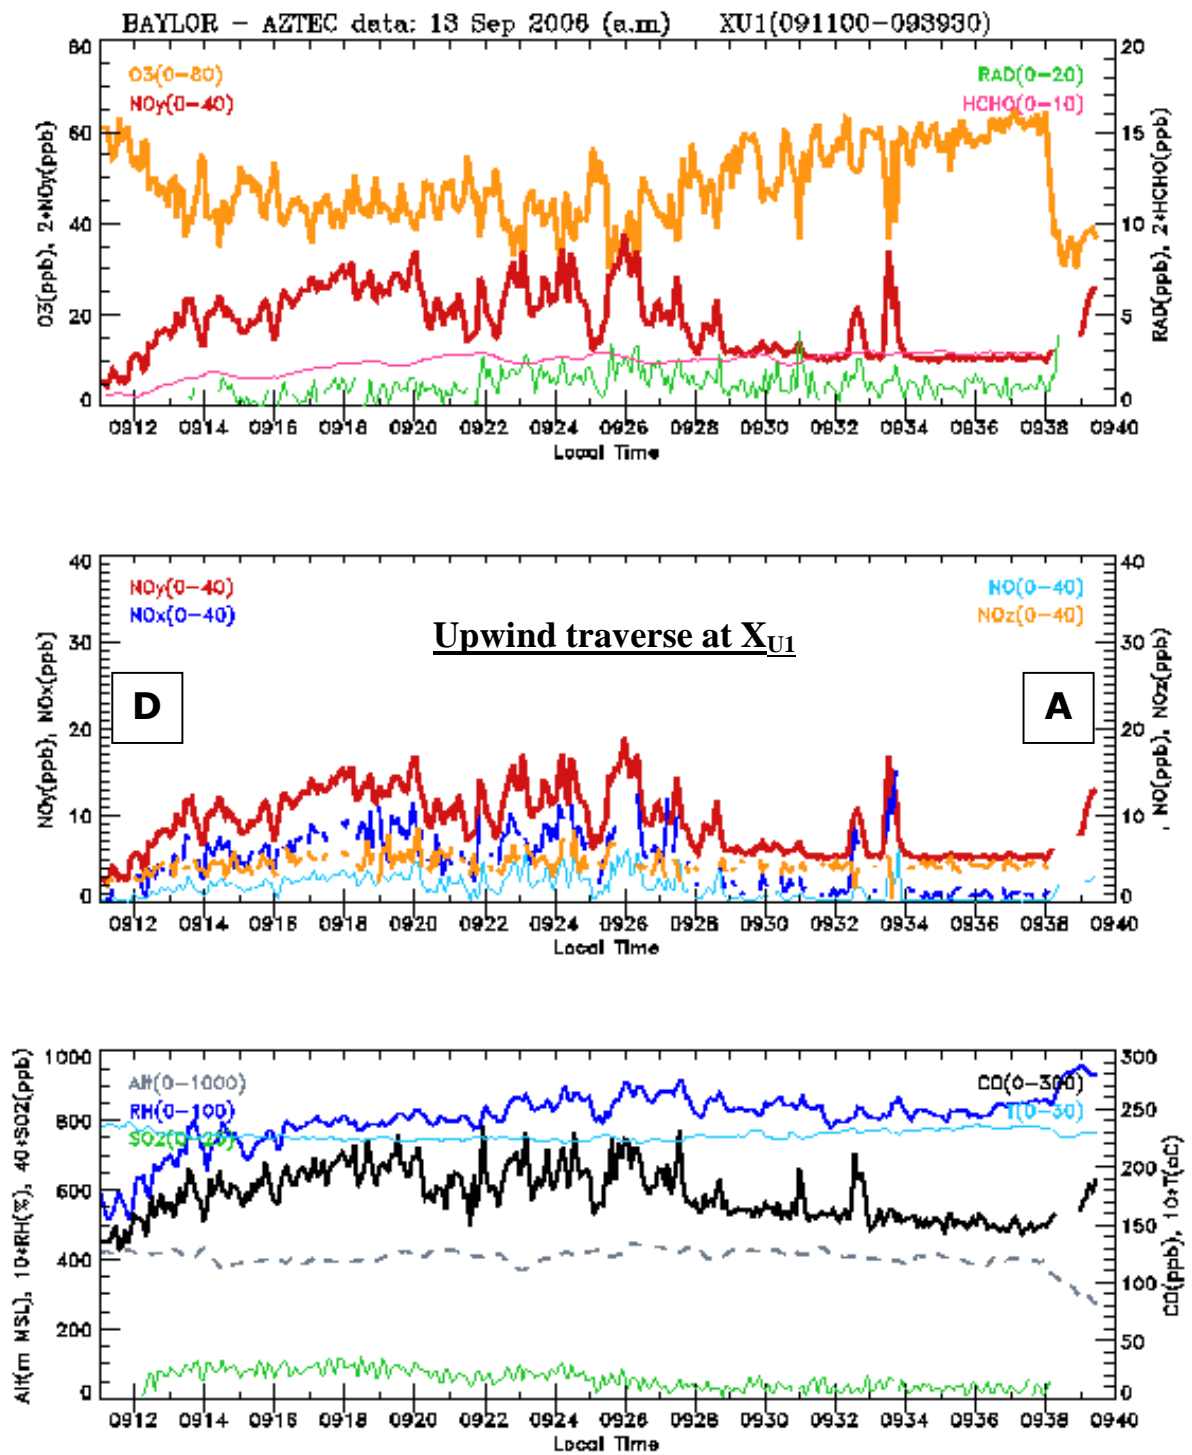 BAYLOR - AZTEC data: 13 Sep 2006 (a.m) XU1(091100-093930)
O3(0-80)
NOy(0-40)
RAD(0-20)
HCHO(0-10)
O3(ppb), 2*NOy(ppb)
RAD(ppb), 2*HCHO(ppb)
80
60
40
20
0
20
15
10
5
0
0912 0914 0916 0918 0920 0922 0924 0926 0928 0930 0932 0934 0936 0938 0940
Local Time
NOy(0-40)
NOx(0-40)
NO(0-40)
NOz(0-40)
Upwind traverse at XU1
D
A
NOy(ppb), NOx(ppb)
, NO(ppb), NOz(ppb)
40
30
20
10
0
40
30
20
10
0
0912 0914 0916 0918 0920 0922 0924 0926 0928 0930 0932 0934 0936 0938 0940
Local Time
Alt(0-1000)
RH(0-100)
SO2(0-20)
CO(0-300)
T(0-30)
Alt(m MSL), 10*RH(%), 40*SO2(ppb)
CO(ppb), 10*T(oC)
1000
800
600
400
200
0
300
250
200
150
100
50
0
0912 0914 0916 0918 0920 0922 0924 0926 0928 0930 0932 0934 0936 0938 0940
Local Time